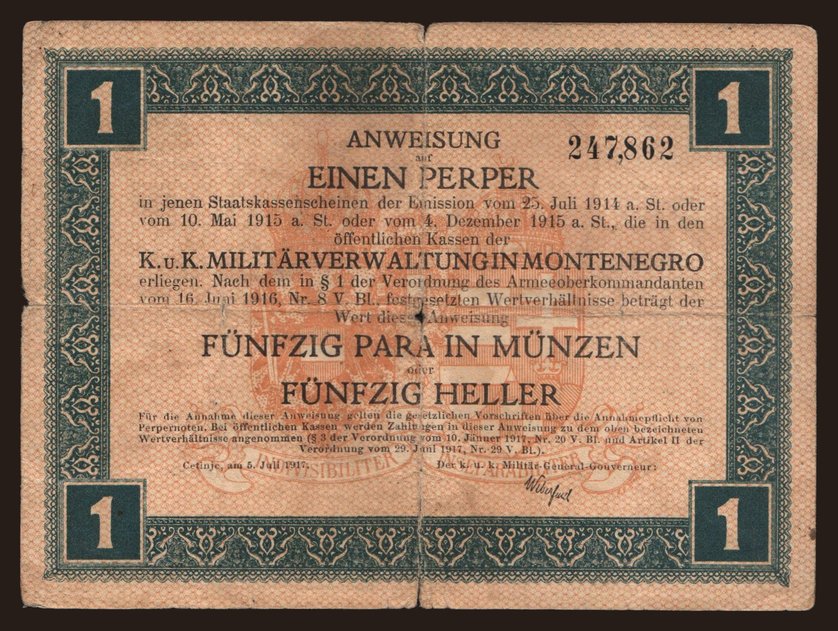 1 1
ANWEISUNG
247,862
auf
EINEN PERPER
in jenen Staatskassenscheinen der Emission vom 25. Juli 1914 a. St. oder
vom 10. Mai 1915 a. St. oder vom 4. Dezember 1915 a. St., die in den
öffentlichen Kassen der
K.u.K. MILITÄRVERWALTUNG IN MONTENEGRO
erliegen. Nach dem in § 1 der Verordnung des Armeeoberkommandanten
vom 16. Juni 1916, Nr. 8 V. Bl., festgesetzten Wertverhältnisse beträgt der
Wert dieser Anweisung
FÜNFZIG PARA IN MÜNZEN
oder
FÜNFZIG HELLER
Für die Annahme dieser Anweisung gelten die gesetzlichen Vorschriften über die Annahmepflicht von
Perpernoten. Bei öffentlichen Kassen werden Zahlungen in dieser Anweisung zu dem oben bezeichneten
Wertverhältnisse angenommen (§ 3 der Verordnung vom 10. Jänner 1917, Nr. 20 V. Bl. und Artikel II der
Verordnung vom 29. Juni 1917, Nr. 29 V. Bl.).
INDIVISIBILITER INSEPARABILITER
Cetinje, am 5. Juli 1917. Der k. u. k. Militär-General-Gouverneur:
1 1